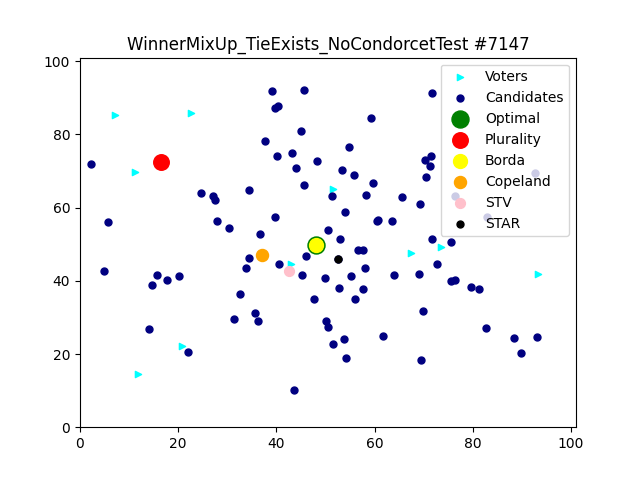 WinnerMixUp_TieExists_NoCondorcetTest #7147
100
80
60
40
20
0
0
20
40
60
80
100
Voters
Candidates
Optimal
Plurality
Borda
Copeland
STV
STAR